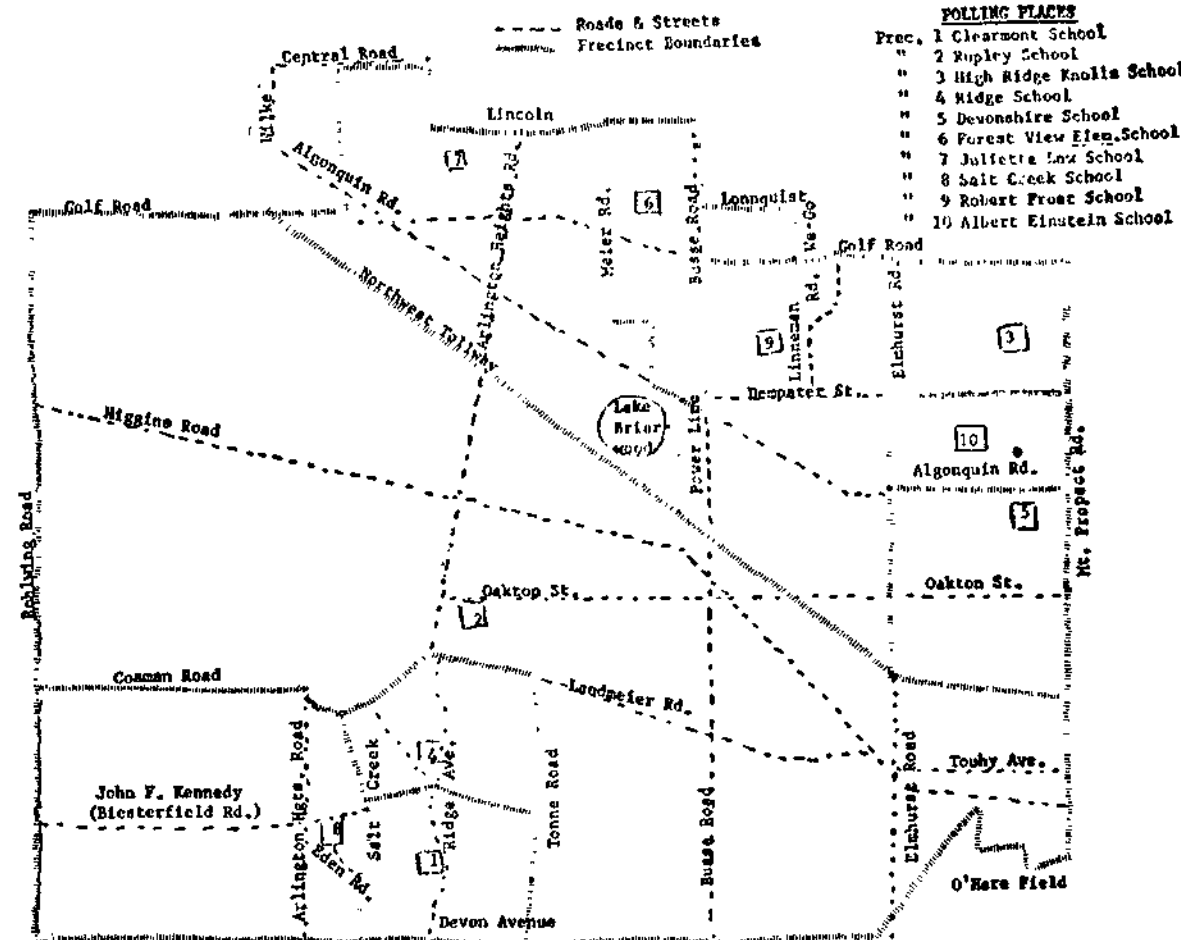 Roads & Streets
Precinct Boundaries
POLLING PLACES
Prec. 1 Clearmont School
" 2 Rupley School
" 3 High Ridge Knolls School
" 4 Ridge School
" 5 Devonshire School
" 6 Forest View Elem. School
" 7 Juliette Low School
" 8 Salt Creek School
" 9 Robert Frost School
" 10 Albert Einstein School
Central Road
Wilke
Lincoln
7
Algonquin Rd.
Arlington Heights Rd.
Golf Road
Meier Rd.
6
Busse Road
Lonnquist
We-Go
Golf Road
Northwest Tollway
Linneman Rd.
Elmhurst Rd.
9
3
Dempster St.
Higgins Road
Lake
Briar
wood
Power Line
10
Algonquin Rd.
5
Mt. Propect Rd.
Rohlwing Road
Oakton St.
Oakton St.
2
Cosman Road
Landmeier Rd.
Arlington Hgts. Road
Salt Creek
4
Ridge Ave.
Tonne Road
Busse Road
Elmhurst Road
Touhy Ave.
John F. Kennedy
(Biesterfield Rd.)
8
Eden Rd.
1
O'Hare Field
Devon Avenue